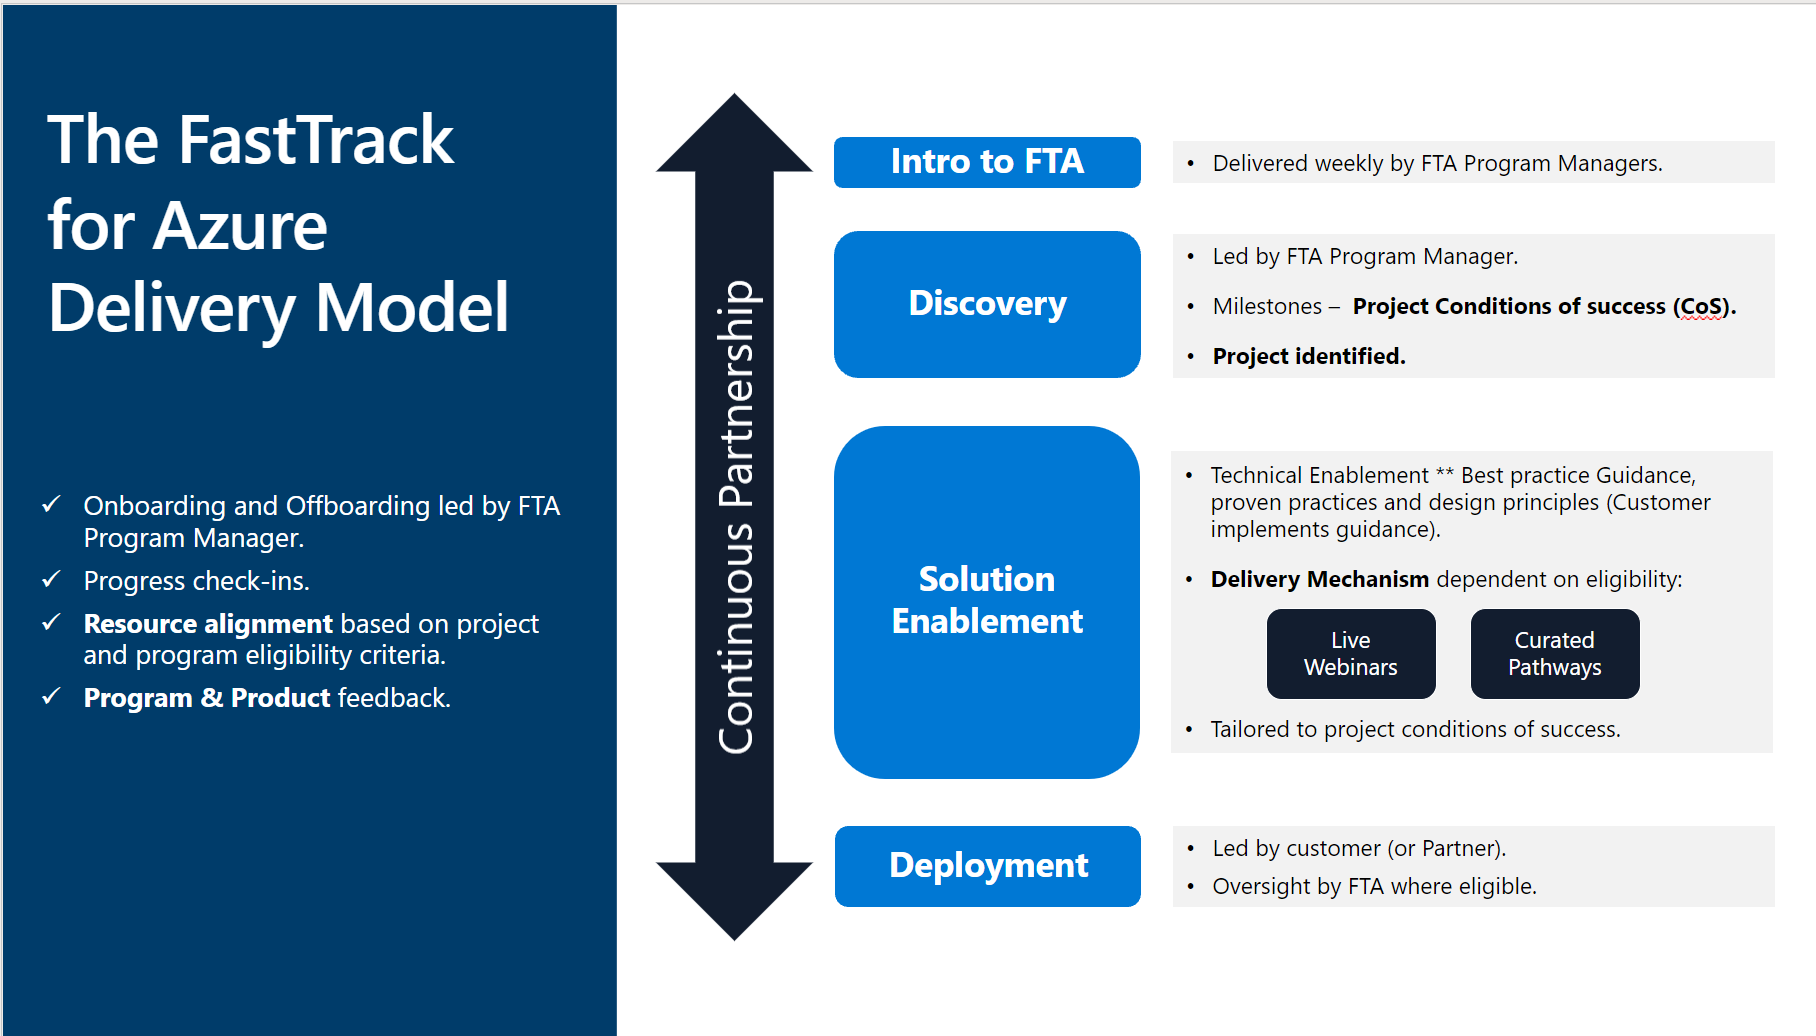 The FastTrack
for Azure
Delivery Model
✓ Onboarding and Offboarding led by FTA
Program Manager.
✓ Progress check-ins.
✓ Resource alignment based on project
and program eligibility criteria.
✓ Program & Product feedback.
Continuous Partnership
Intro to FTA
• Delivered weekly by FTA Program Managers.
Discovery
• Led by FTA Program Manager.
• Milestones – Project Conditions of success (CoS).
• Project identified.
Solution
Enablement
• Technical Enablement ** Best practice Guidance,
proven practices and design principles (Customer
implements guidance).
• Delivery Mechanism dependent on eligibility:
Live
Webinars
Curated
Pathways
• Tailored to project conditions of success.
Deployment
• Led by customer (or Partner).
• Oversight by FTA where eligible.